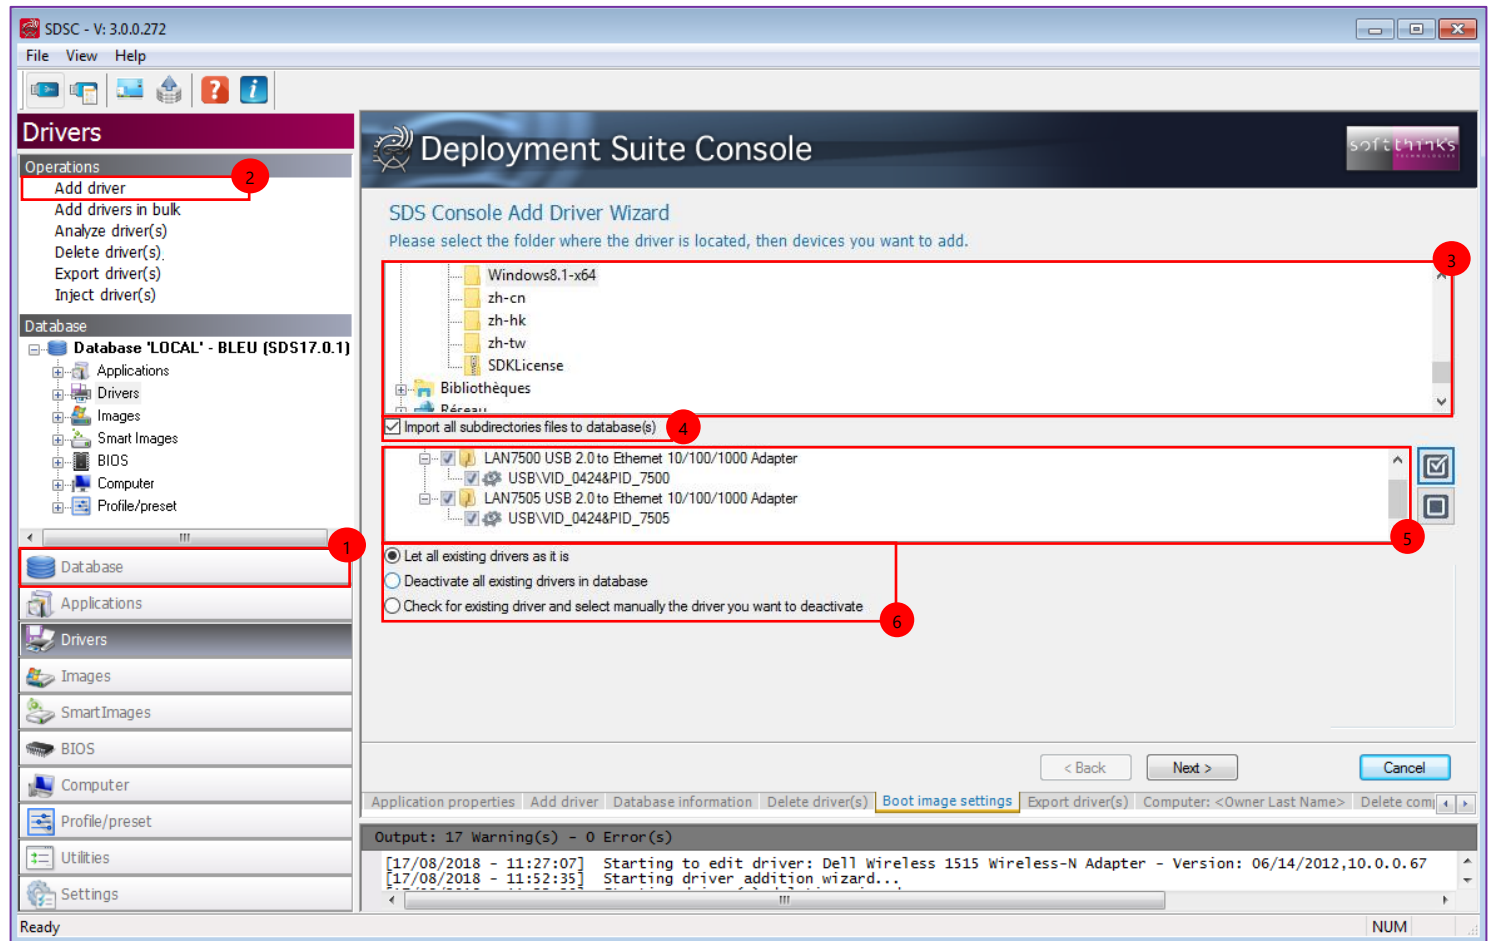 SDSC - V: 3.0.0.272
File View Help
Drivers
Operations
2
Add driver
Add drivers in bulk
Analyze driver(s)
Delete driver(s)
Export driver(s)
Inject driver(s)
Database
Database 'LOCAL' - BLEU (SDS17.0.1)
Applications
Drivers
Images
Smart Images
BIOS
Computer
Profile/preset
1
Database
Applications
Drivers
Images
SmartImages
BIOS
Computer
Profile/preset
Utilities
Settings
Deployment Suite Console
softthinks
TECHNOLOGIES
SDS Console Add Driver Wizard
Please select the folder where the driver is located, then devices you want to add.
3
Windows8.1-x64
zh-cn
zh-hk
zh-tw
SDKLicense
Bibliothèques
Réseau
Import all subdirectories files to database(s)
4
LAN7500 USB 2.0 to Ethernet 10/100/1000 Adapter
USB\VID_0424&PID_7500
LAN7505 USB 2.0 to Ethernet 10/100/1000 Adapter
USB\VID_0424&PID_7505
5
Let all existing drivers as it is
Deactivate all existing drivers in database
Check for existing driver and select manually the driver you want to deactivate
6
< Back Next > Cancel
Application properties Add driver Database information Delete driver(s) Boot image settings Export driver(s) Computer: <Owner Last Name> Delete com
Output: 17 Warning(s) - 0 Error(s)
[17/08/2018 - 11:27:07] Starting to edit driver: Dell Wireless 1515 Wireless-N Adapter - Version: 06/14/2012,10.0.0.67
[17/08/2018 - 11:52:35] Starting driver addition wizard...
Ready NUM